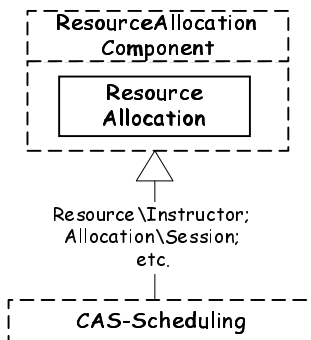 ResourceAllocation
Component
Resource
Allocation
Resource\Instructor;
Allocation\Session;
etc.
CAS-Scheduling